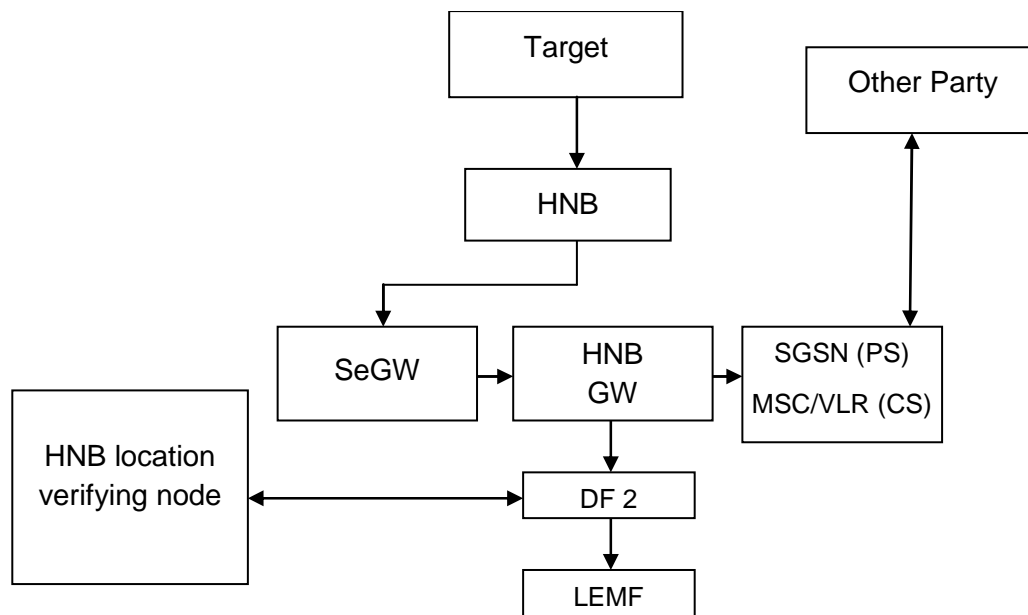 Target
Other Party
HNB
SeGW
HNB
GW
SGSN (PS)
MSC/VLR (CS)
HNB location
verifying node
DF 2
LEMF